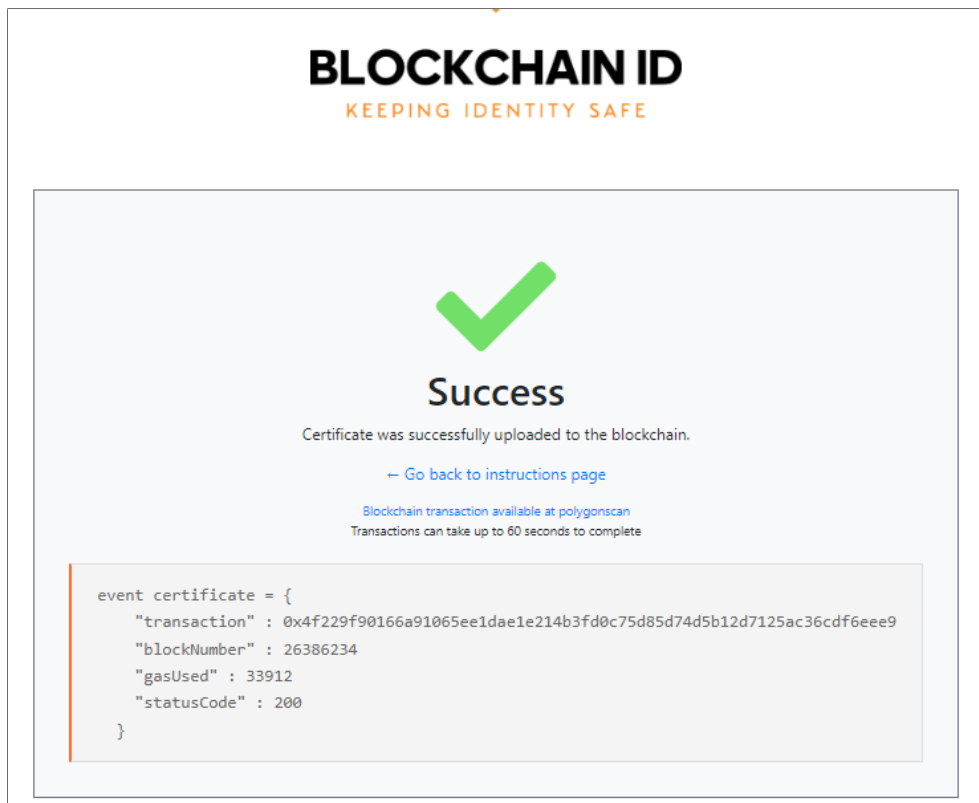 BLOCKCHAIN ID
KEEPING IDENTITY SAFE
Success
Certificate was successfully uploaded to the blockchain.
← Go back to instructions page
Blockchain transaction available at polygonscan
Transactions can take up to 60 seconds to complete
event certificate = {
"transaction" : 0x4f229f90166a91065ee1dae1e214b3fd0c75d85d74d5b12d7125ac36cdf6eee9
"blockNumber" : 26386234
"gasUsed" : 33912
"statusCode" : 200
}